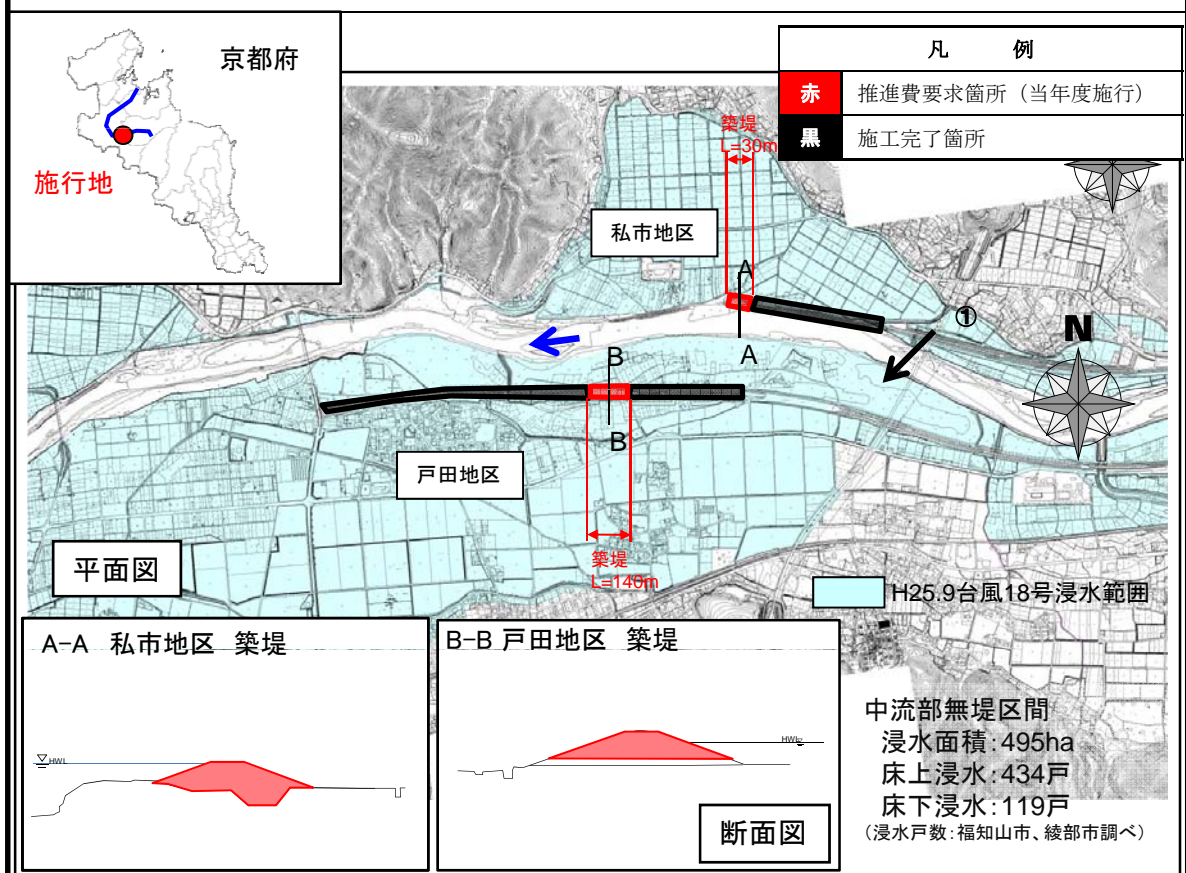 京都府
施行地
凡 例
赤 推進費要求箇所（当年度施行）
黒 施工完了箇所
築堤
L=30m
私市地区
A
①
N
A
B
B
戸田地区
築堤
L=140m
平面図
H25.9台風18号浸水範囲
A-A 私市地区 築堤
HWL
B-B 戸田地区 築堤
HWL
断面図
中流部無堤区間
浸水面積：495ha
床上浸水：434戸
床下浸水：119戸
（浸水戸数：福知山市、綾部市調べ）